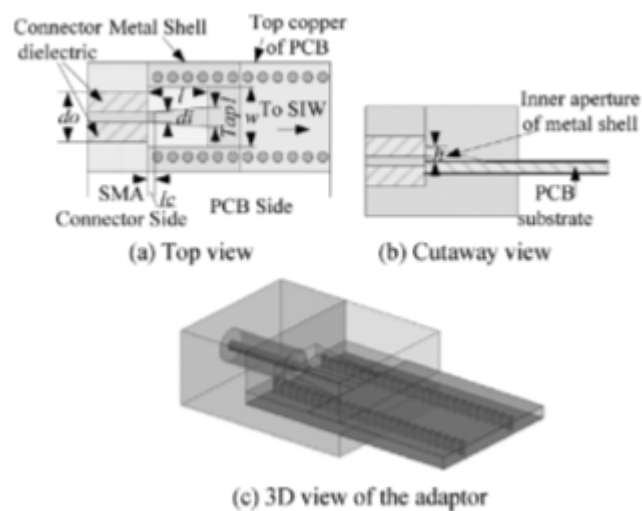 Connector Metal Shell Top copper
dielectric of PCB
l
do di Tap1 w To SIW
SMA lc PCB Side
Connector Side
(a) Top view
Inner aperture
of metal shell
h
PCB
substrate
(b) Cutaway view
(c) 3D view of the adaptor